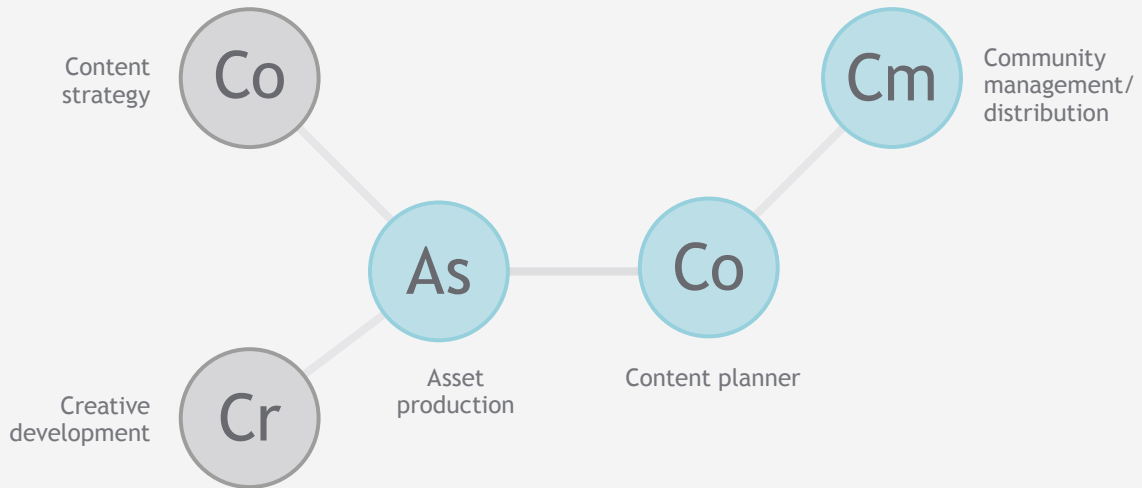 Content
strategy
Co
Cm
Community
management/
distribution
As
Co
Asset
production
Content planner
Creative
development
Cr